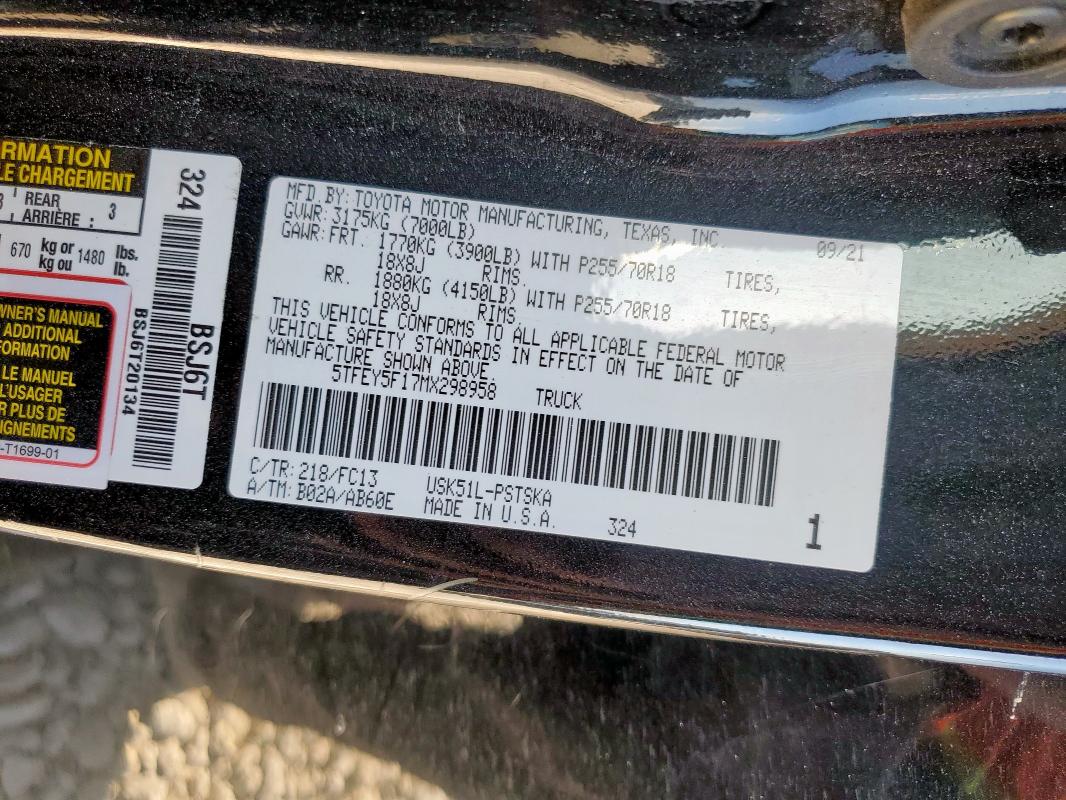 RMATION
LE CHARGEMENT
REAR
ARRIÈRE : 3
670 kg or 1480 lbs.
kg ou lb.
WNER'S MANUAL
ADDITIONAL
FORMATION
LE MANUEL
L'USAGER
R PLUS DE
IGNEMENTS
-T1699-01
324
BSJ6T
BSJ6T20134
MFD. BY: TOYOTA MOTOR MANUFACTURING, TEXAS, INC. 09/21
GVWR: 3175KG (7000LB)
GAWR: FRT. 1770KG (3900LB) WITH P255/70R18 TIRES,
18X8J RIMS.
RR. 1880KG (4150LB) WITH P255/70R18 TIRES,
18X8J RIMS.
THIS VEHICLE CONFORMS TO ALL APPLICABLE FEDERAL MOTOR
VEHICLE SAFETY STANDARDS IN EFFECT ON THE DATE OF
MANUFACTURE SHOWN ABOVE
5TFEY5F17MX298958 TRUCK
C/TR: 218/FC13 USK51L-PSTSKA
A/TM: B02A/AB60E MADE IN U.S.A. 324
1